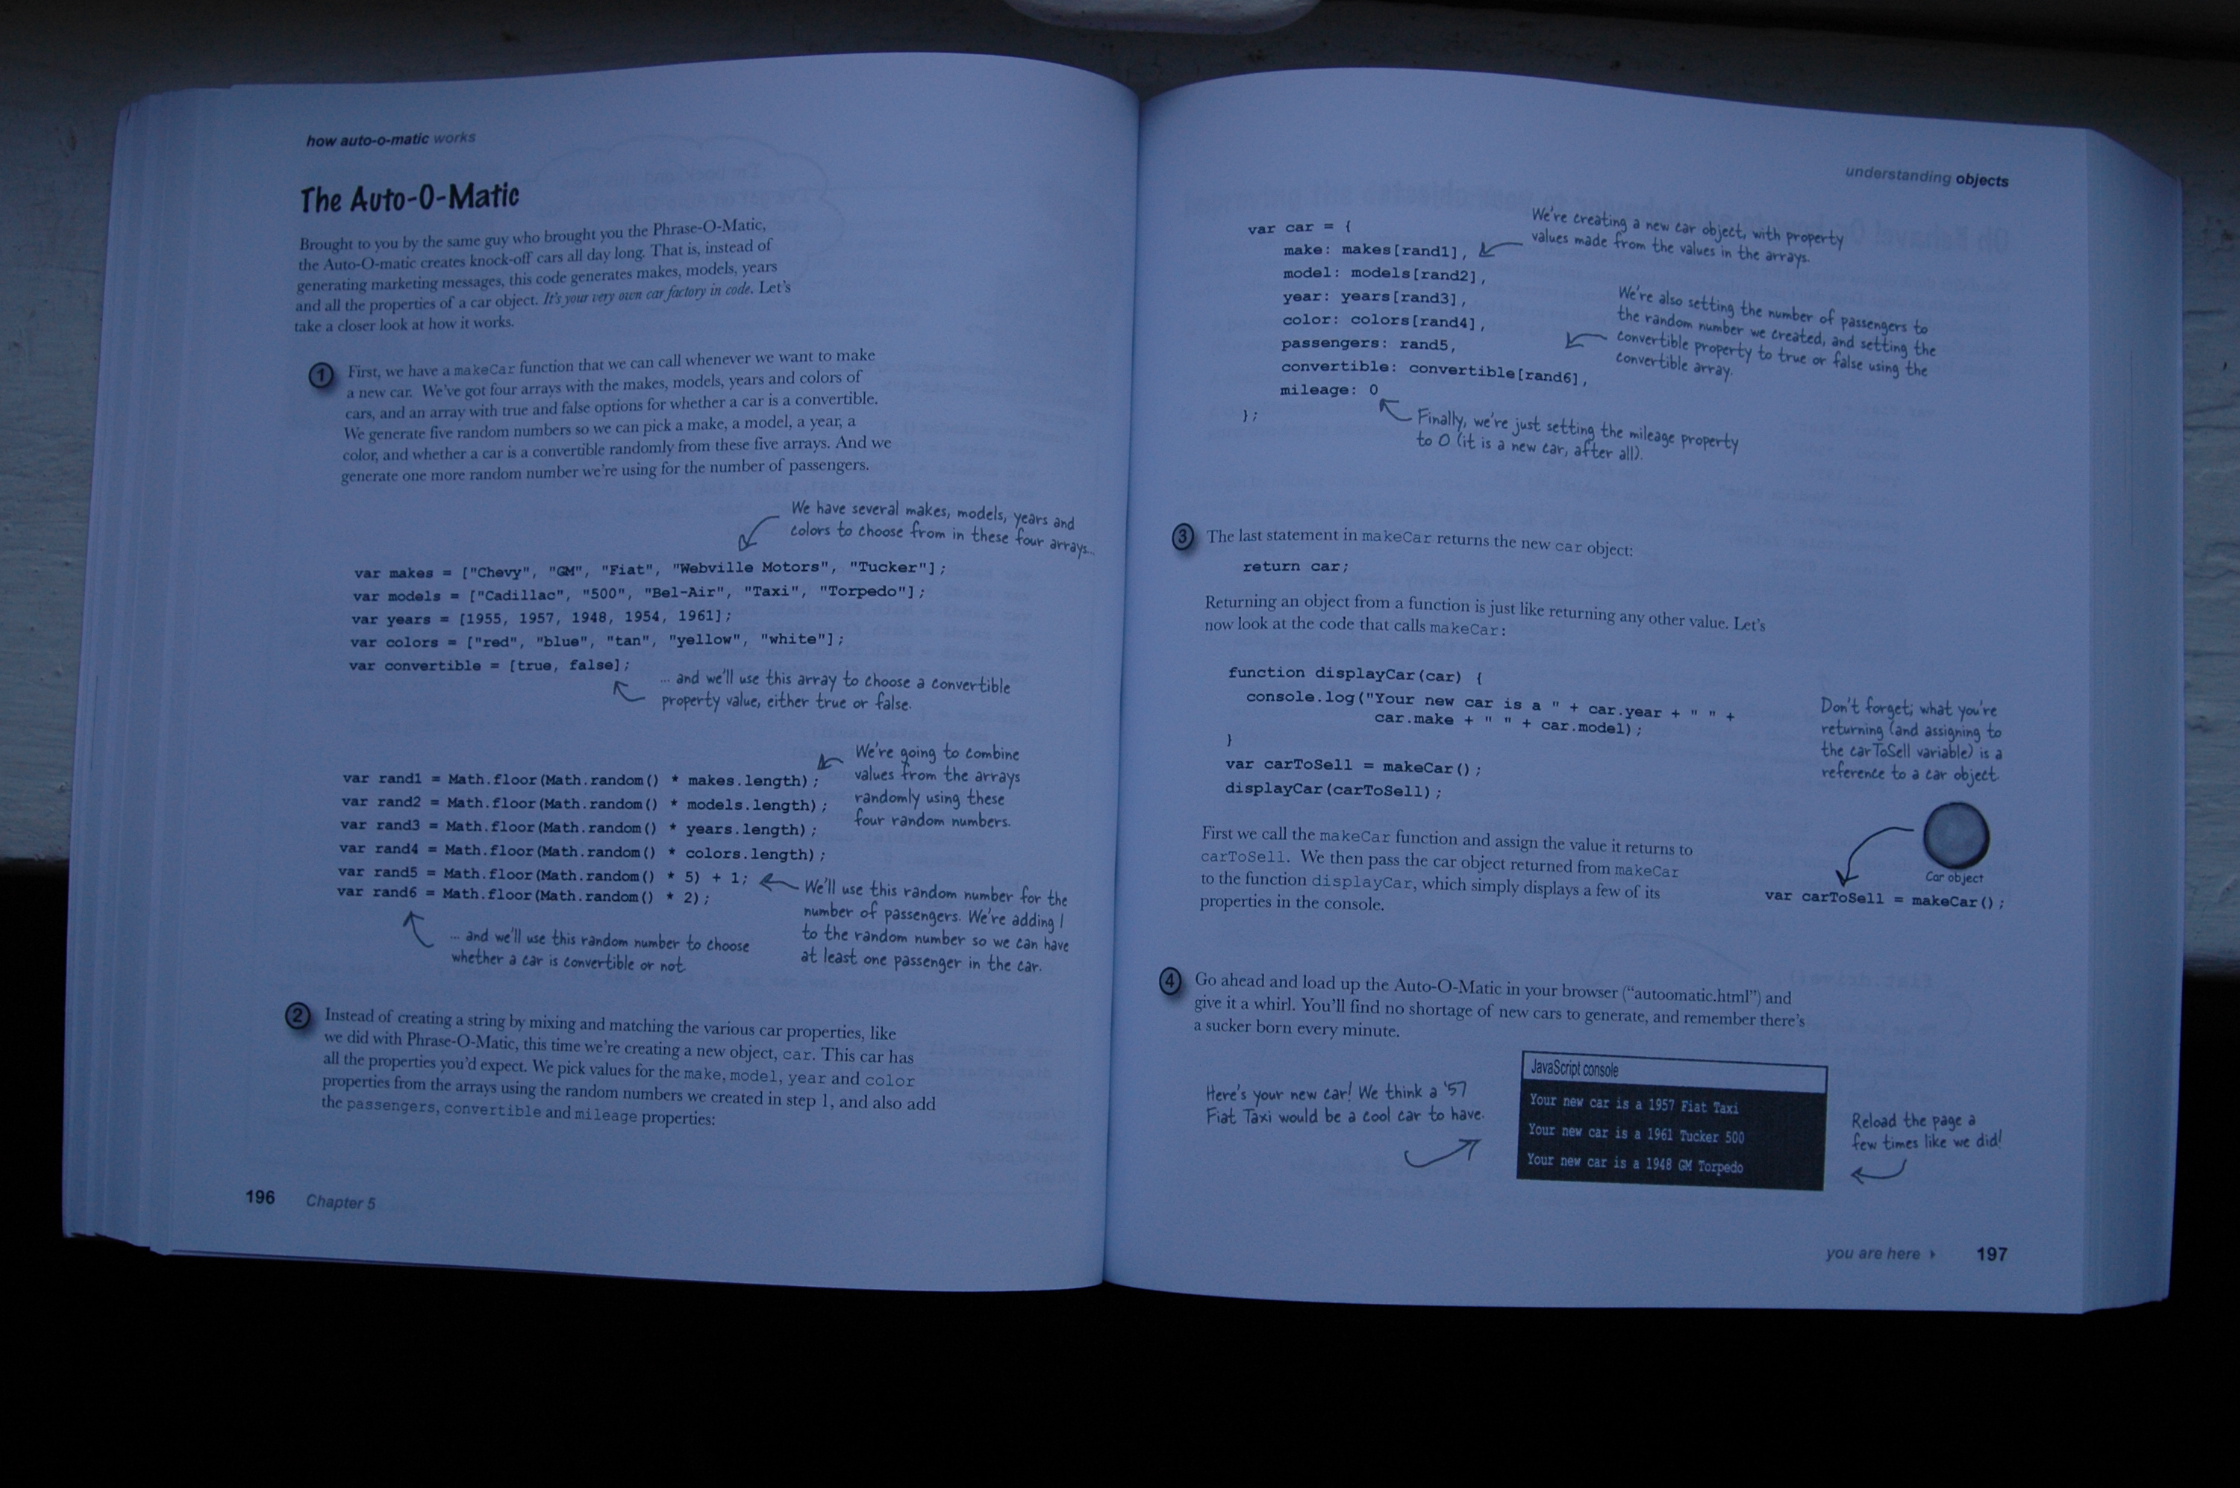 how auto-o-matic works
The Auto-O-Matic
Brought to you by the same guy who brought you the Phrase-O-Matic,
the Auto-O-matic creates knock-off cars all day long. That is, instead of
generating marketing messages, this code generates makes, models, years
and all the properties of a car object. It's your very own car factory in code. Let's
take a closer look at how it works.
1 First, we have a makeCar function that we can call whenever we want to make
a new car. We've got four arrays with the makes, models, years and colors of
cars, and an array with true and false options for whether a car is a convertible.
We generate five random numbers so we can pick a make, a model, a year, a
color, and whether a car is a convertible randomly from these five arrays. And we
generate one more random number we're using for the number of passengers.
We have several makes, models, years and
colors to choose from in these four arrays...
var makes = ["Chevy", "GM", "Fiat", "Webville Motors", "Tucker"];
var models = ["Cadillac", "500", "Bel-Air", "Taxi", "Torpedo"];
var years = [1955, 1957, 1948, 1954, 1961];
var colors = ["red", "blue", "tan", "yellow", "white"];
var convertible = [true, false];
... and we'll use this array to choose a convertible
property value, either true or false.
We're going to combine
values from the arrays
randomly using these
four random numbers.
var rand1 = Math.floor(Math.random() * makes.length);
var rand2 = Math.floor(Math.random() * models.length);
var rand3 = Math.floor(Math.random() * years.length);
var rand4 = Math.floor(Math.random() * colors.length);
var rand5 = Math.floor(Math.random() * 5) + 1;
var rand6 = Math.floor(Math.random() * 2);
We'll use this random number for the
number of passengers. We're adding 1
to the random number so we can have
at least one passenger in the car.
... and we'll use this random number to choose
whether a car is convertible or not
2 Instead of creating a string by mixing and matching the various car properties, like
we did with Phrase-O-Matic, this time we're creating a new object, car. This car has
all the properties you'd expect. We pick values for the make, model, year and color
properties from the arrays using the random numbers we created in step 1, and also add
the passengers, convertible and mileage properties:
196 Chapter 5
understanding objects
var car = {
make: makes[rand1],
model: models[rand2],
year: years[rand3],
color: colors[rand4],
passengers: rand5,
convertible: convertible[rand6],
mileage: 0
};
We're creating a new car object, with property
values made from the values in the arrays.
We're also setting the number of passengers to
the random number we created, and setting the
convertible property to true or false using the
convertible array.
Finally, we're just setting the mileage property
to 0 (it is a new car, after all).
3 The last statement in makeCar returns the new car object:
return car;
Returning an object from a function is just like returning any other value. Let's
now look at the code that calls makeCar:
function displayCar(car) {
console.log("Your new car is a " + car.year + " " +
car.make + " " + car.model);
}
var carToSell = makeCar();
displayCar(carToSell);
Don't forget; what you're
returning (and assigning to
the carToSell variable) is a
reference to a car object.
Car object
var carToSell = makeCar();
First we call the makeCar function and assign the value it returns to
carToSell. We then pass the car object returned from makeCar
to the function displayCar, which simply displays a few of its
properties in the console.
4 Go ahead and load up the Auto-O-Matic in your browser ("autoomatic.html") and
give it a whirl. You'll find no shortage of new cars to generate, and remember there's
a sucker born every minute.
Here's your new car! We think a '57
Fiat Taxi would be a cool car to have.
JavaScript console
Your new car is a 1957 Fiat Taxi
Your new car is a 1961 Tucker 500
Your new car is a 1948 GM Torpedo
Reload the page a
few times like we did!
you are here 197